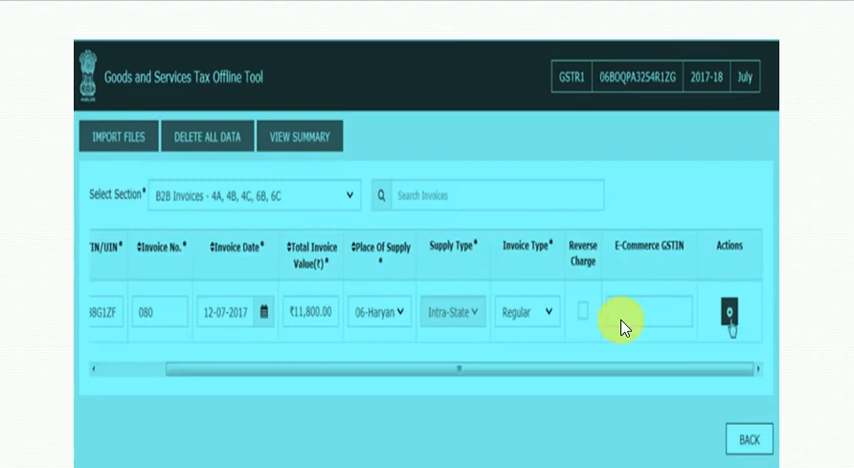 Goods and Services Tax Offline Tool
GSTR1 06BOQPA3254R1ZG 2017-18 July
IMPORT FILES DELETE ALL DATA VIEW SUMMARY
Select Section* B2B Invoices - 4A, 4B, 4C, 6B, 6C Search Invoices
IN/UIN* Invoice No.* Invoice Date* Total Invoice Value(₹)* Place Of Supply * Supply Type* Invoice Type* Reverse Charge E-Commerce GSTIN Actions
8G1ZF 080 12-07-2017 ₹11,800.00 06-Haryan Intra-State Regular
BACK